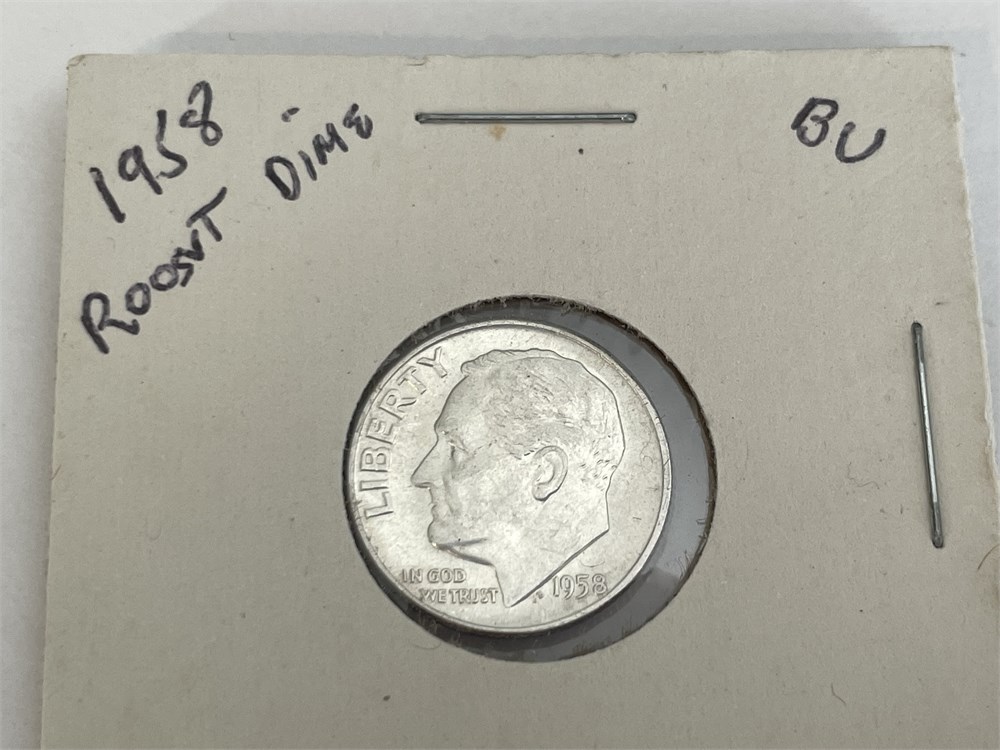 1958
ROOSVT DIME
BU
LIBERTY
IN GOD
WE TRUST
1958